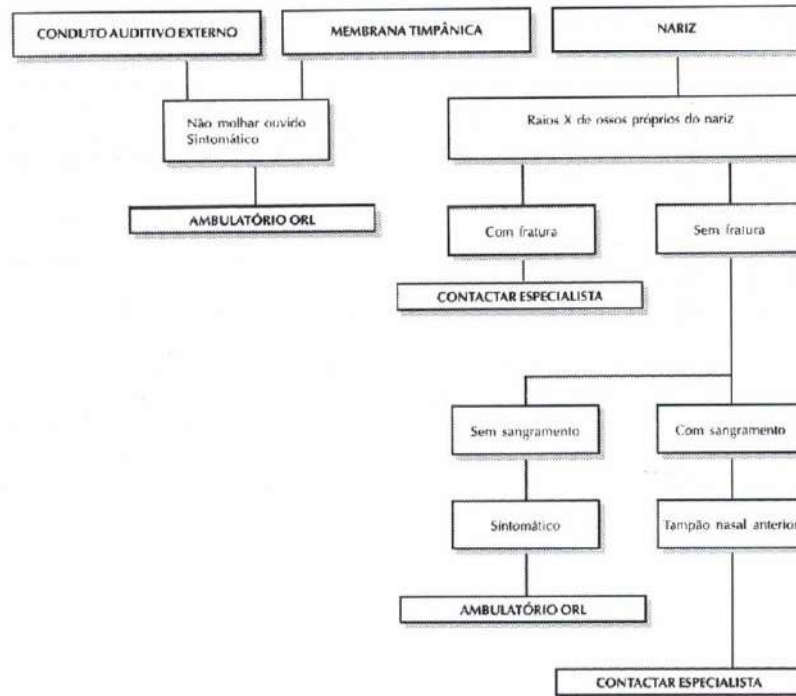 CONDUTO AUDITIVO EXTERNO
MEMBRANA TIMPÂNICA
NARIZ
Não molhar ouvido
Sintomático
Raios X de ossos próprios do nariz
AMBULATÓRIO ORL
Com fratura
Sem fratura
CONTACTAR ESPECIALISTA
Sem sangramento
Com sangramento
Sintomático
Tampão nasal anterior
AMBULATÓRIO ORL
CONTACTAR ESPECIALISTA